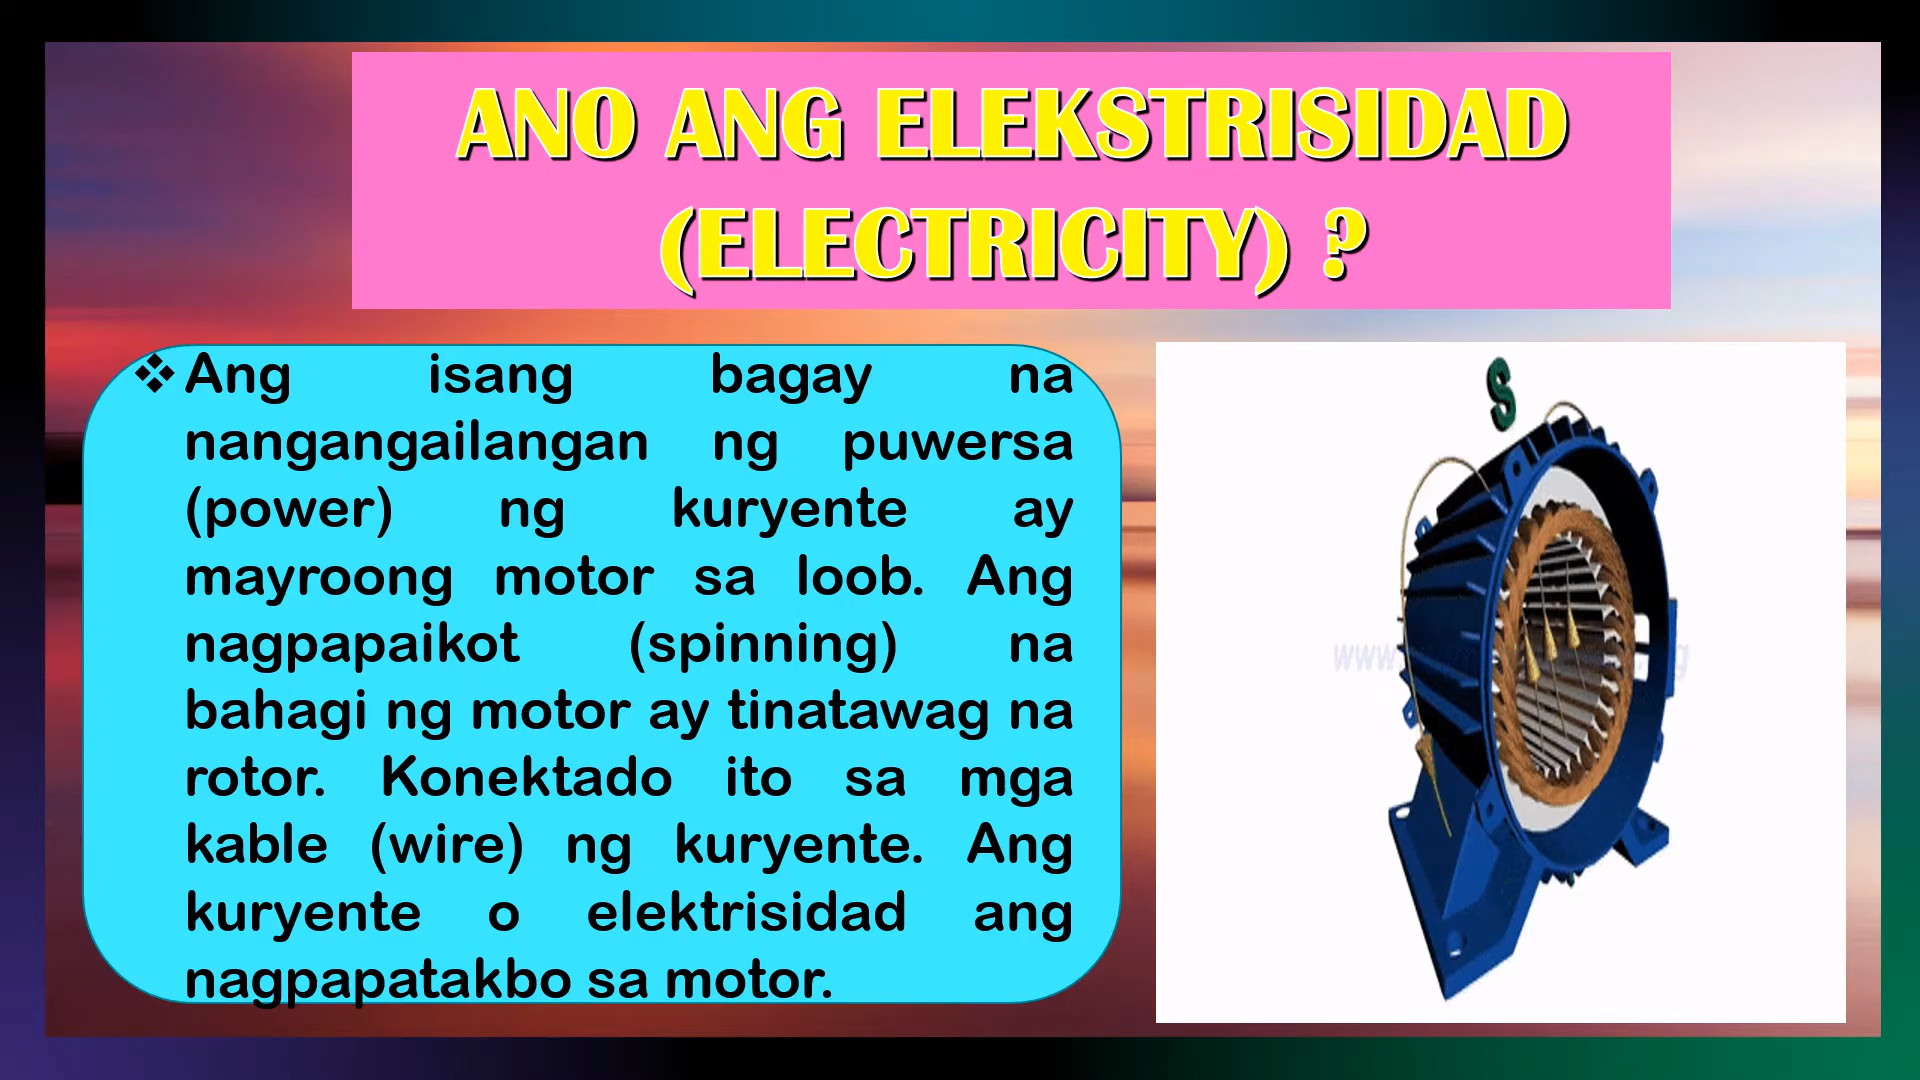 ANO ANG ELEKSTRISIDAD
(ELECTRICITY) ?
❖Ang isang bagay na
nangangailangan ng puwersa
(power) ng kuryente ay
mayroong motor sa loob. Ang
nagpapaikot (spinning) na
bahagi ng motor ay tinatawag na
rotor. Konektado ito sa mga
kable (wire) ng kuryente. Ang
kuryente o elektrisidad ang
nagpapatakbo sa motor.
S